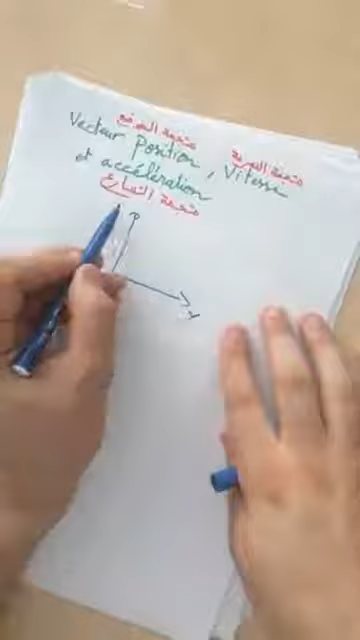 متجهة الموضع
Vecteur Position, Vitesse
متجهة السرعة
et accélération
متجهة التسارع